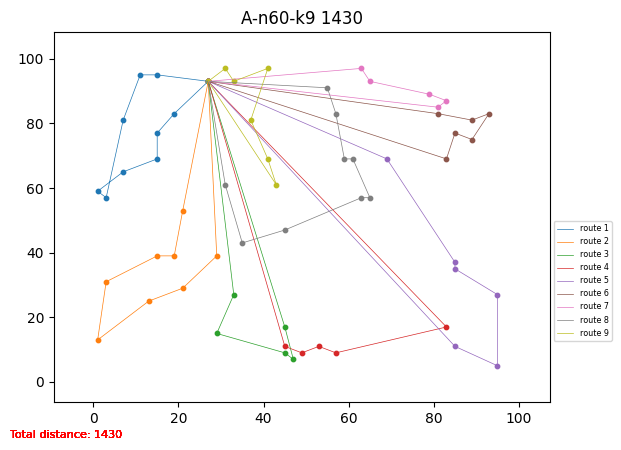 A-n60-k9 1430
100
80
60
40
20
0
0 20 40 60 80 100
route 1
route 2
route 3
route 4
route 5
route 6
route 7
route 8
route 9
Total distance: 1430